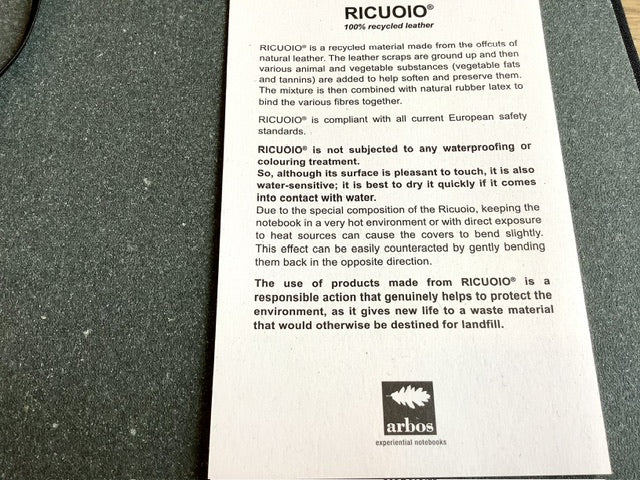 RICUOIO®
100% recycled leather
RICUOIO® is a recycled material made from the offcuts of
natural leather. The leather scraps are ground up and then
various animal and vegetable substances (vegetable fats
and tannins) are added to help soften and preserve them.
The mixture is then combined with natural rubber latex to
bind the various fibres together.
RICUOIO® is compliant with all current European safety
standards.
RICUOIO® is not subjected to any waterproofing or
colouring treatment.
So, although its surface is pleasant to touch, it is also
water-sensitive; it is best to dry it quickly if it comes
into contact with water.
Due to the special composition of the Ricuoio, keeping the
notebook in a very hot environment or with direct exposure
to heat sources can cause the covers to bend slightly.
This effect can be easily counteracted by gently bending
them back in the opposite direction.
The use of products made from RICUOIO® is a
responsible action that genuinely helps to protect the
environment, as it gives new life to a waste material
that would otherwise be destined for landfill.
arbos
experiential notebooks